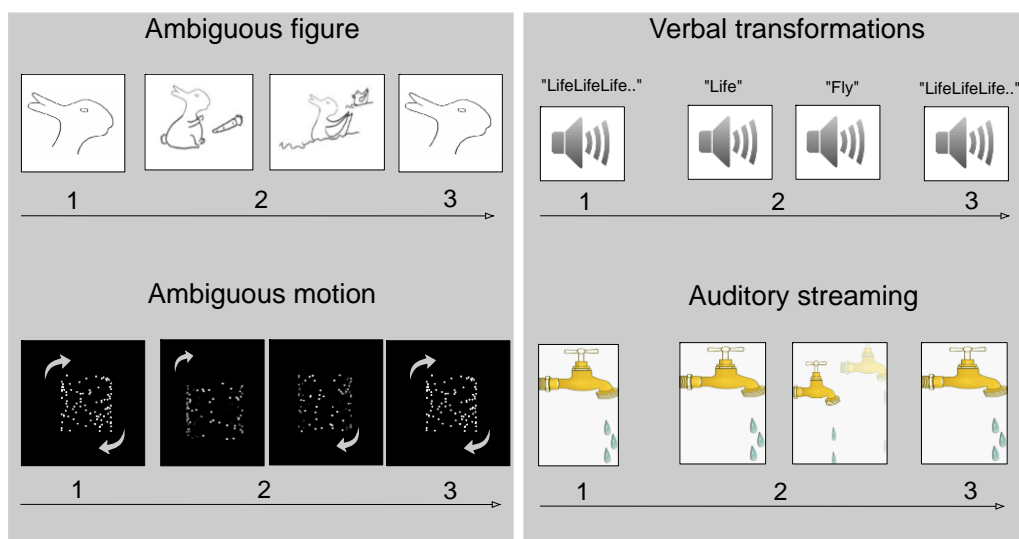 Ambiguous figure
1 2 3
Verbal transformations
"LifeLifeLife.." "Life" "Fly" "LifeLifeLife.."
1 2 3
Ambiguous motion
1 2 3
Auditory streaming
1 2 3